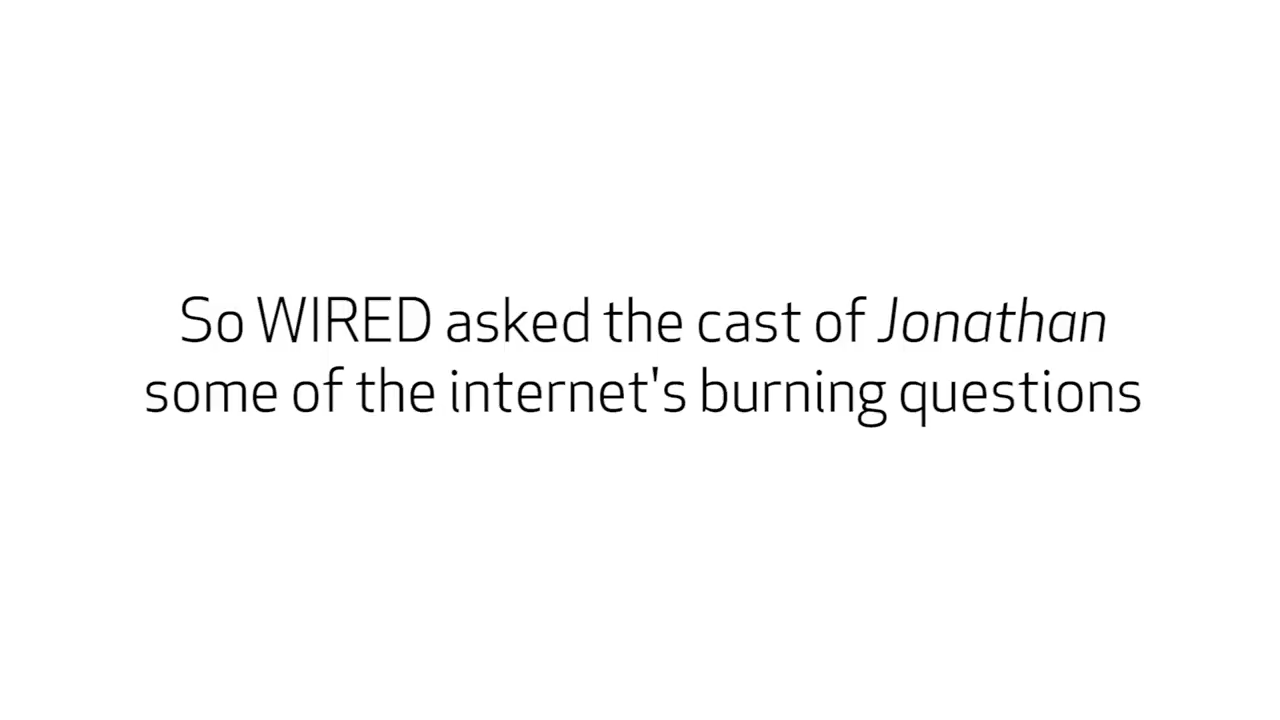 So WIRED asked the cast of Jonathan
some of the internet's burning questions